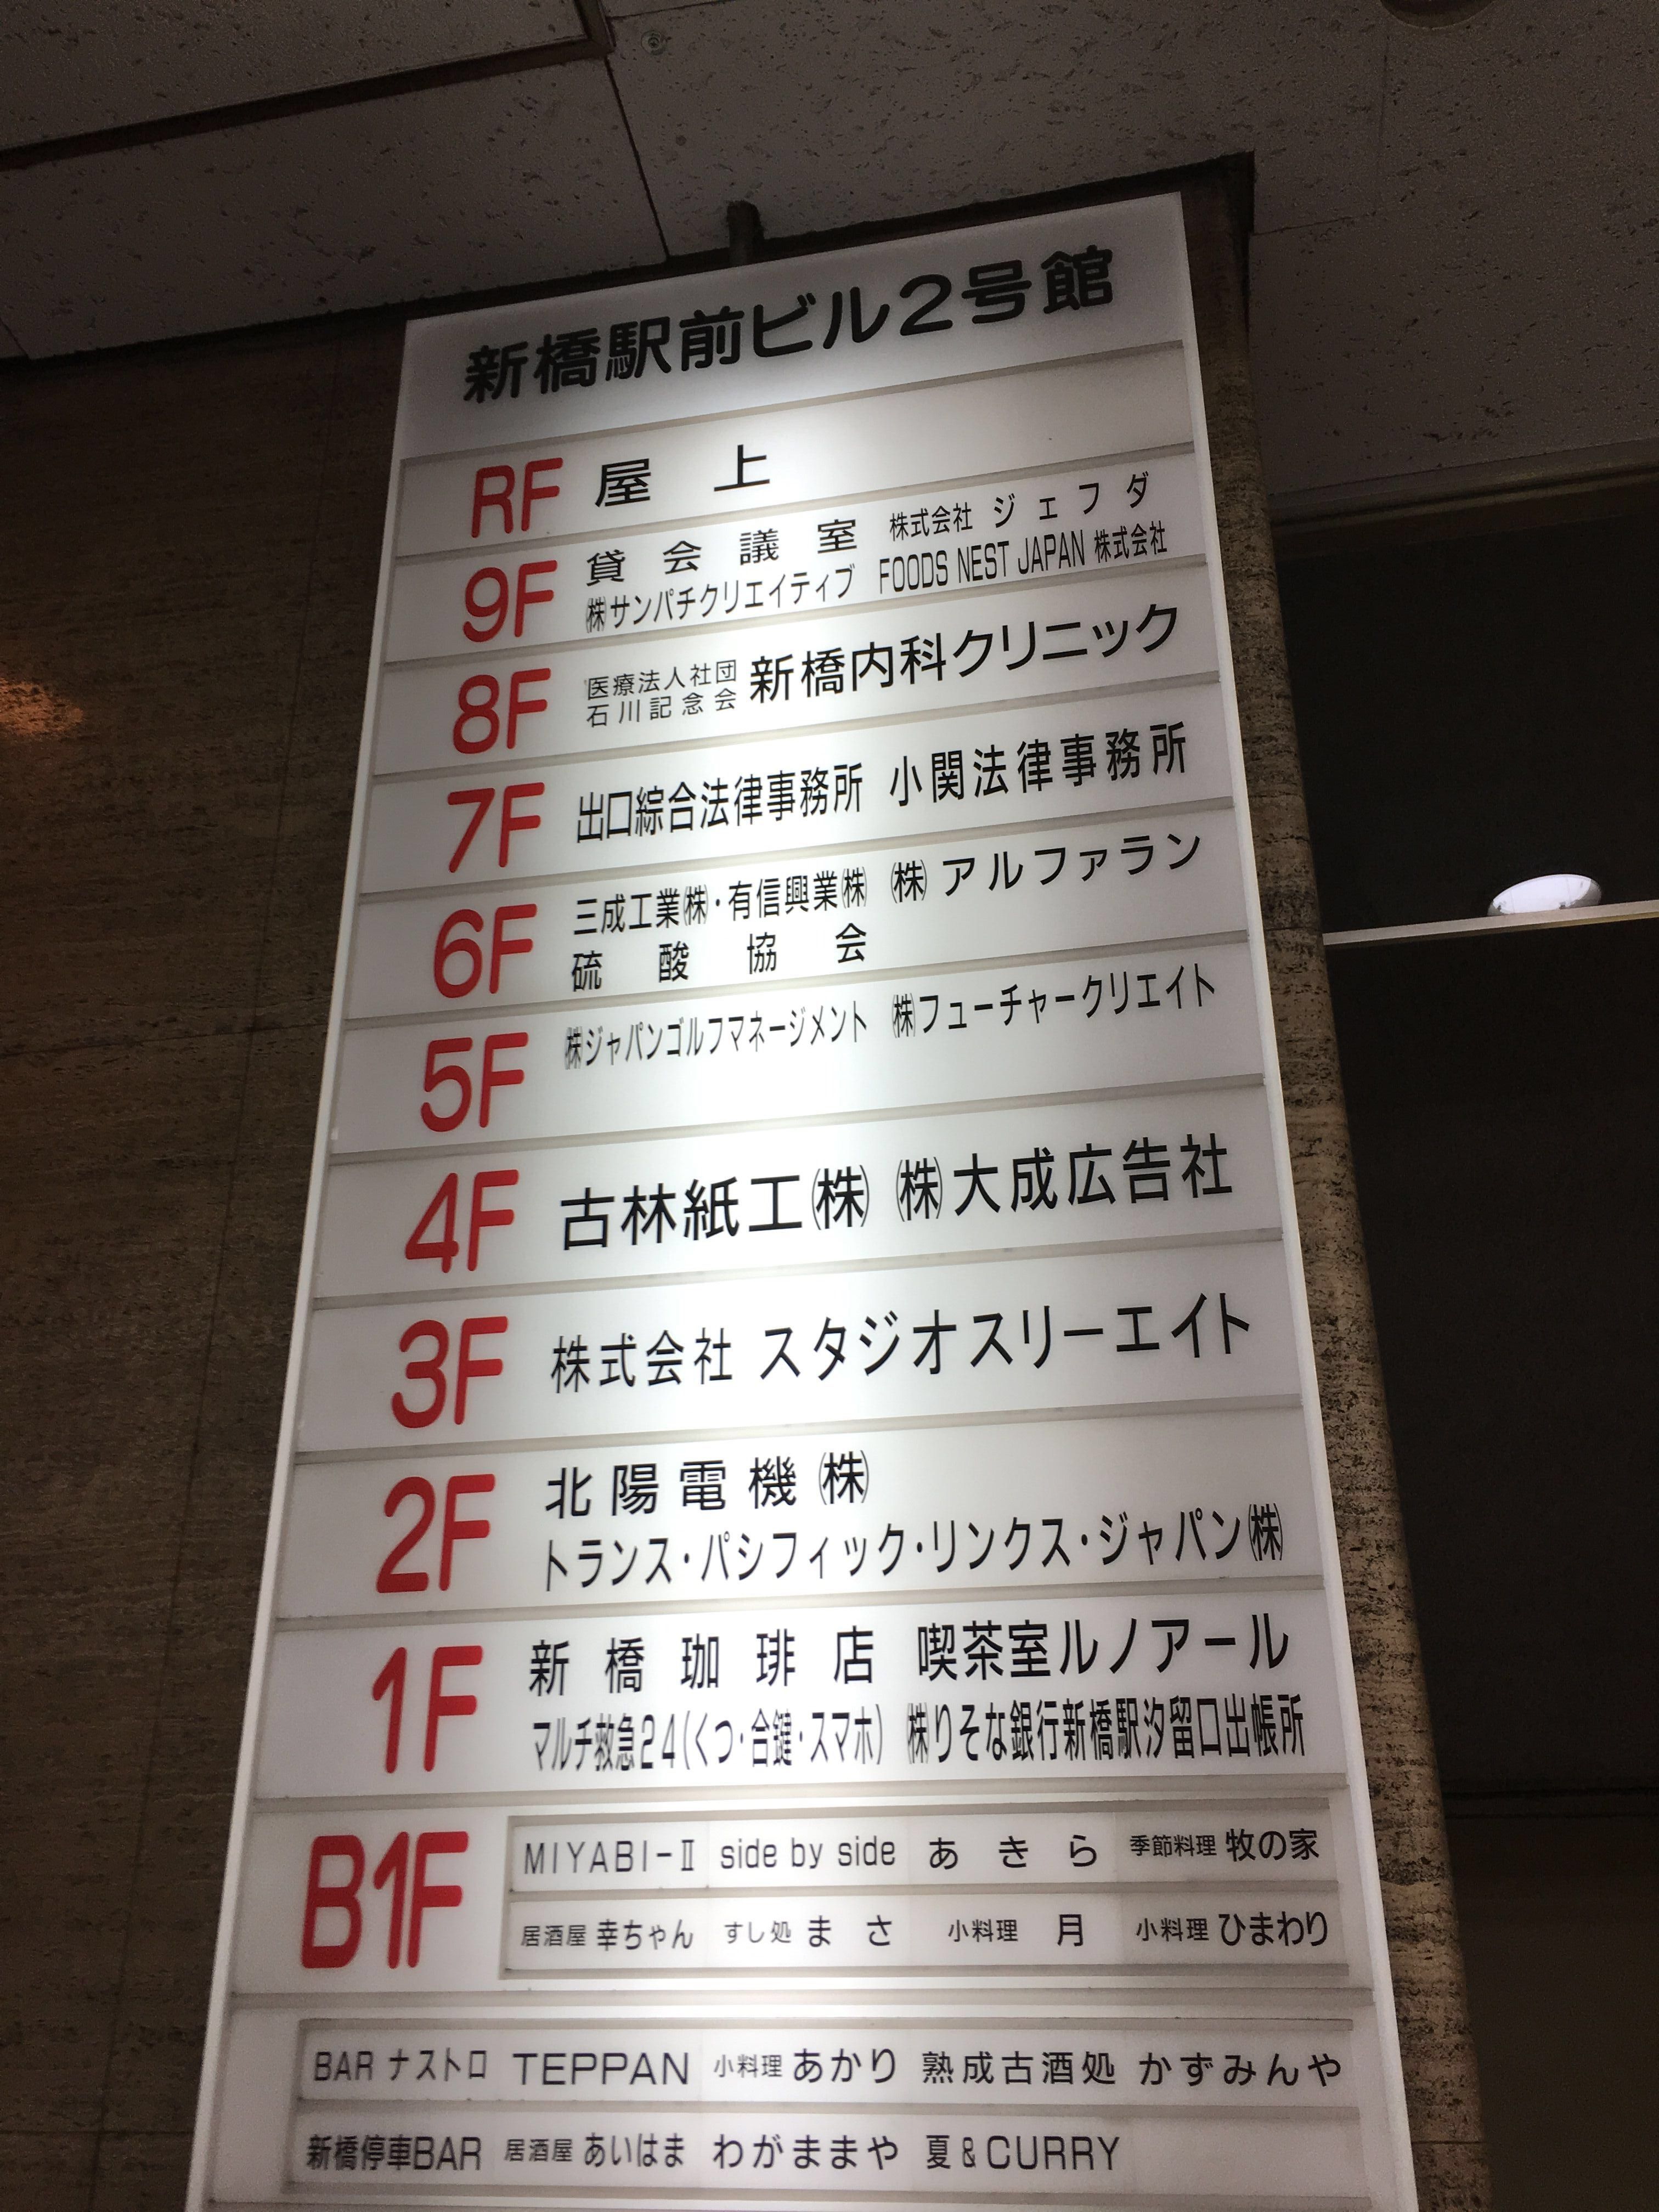 新橋駅前ビル2号館
RF 屋上
9F 貸会議室 株式会社 ジェフダ
㈱サンパチクリエイティブ FOODS NEST JAPAN 株式会社
8F 医療法人社団 石川記念会 新橋内科クリニック
7F 出口綜合法律事務所 小関法律事務所
6F 三成工業㈱・有信興業㈱ ㈱アルファラン
硫酸協会
5F ㈱ジャパンゴルフマネージメント ㈱フューチャークリエイト
4F 古林紙工㈱ ㈱大成広告社
3F 株式会社 スタジオスリーエイト
2F 北陽電機㈱
トランス・パシフィック・リンクス・ジャパン㈱
1F 新橋珈琲店 喫茶室ルノアール
マルチ救急24(くつ・合鍵・スマホ) ㈱りそな銀行新橋駅汐留口出帳所
B1F MIYABI-Ⅱ side by side あきら 季節料理 牧の家
居酒屋 幸ちゃん すし処 まさ 小料理 月 小料理 ひまわり
BAR ナストロ TEPPAN 小料理 あかり 熟成古酒処 かずみんや
新橋停車BAR 居酒屋 あいはま わがままや 夏&CURRY